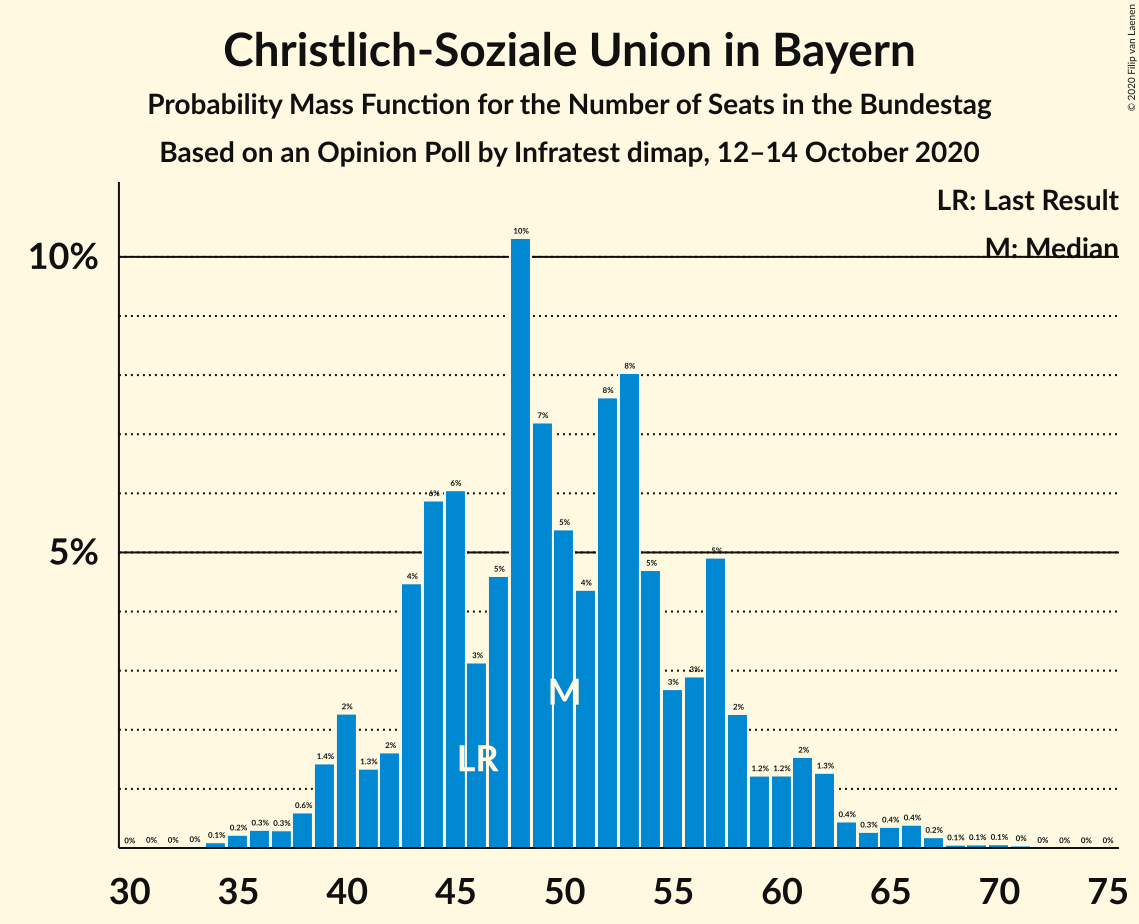 Christlich-Soziale Union in Bayern
© 2020 Filip van Laenen
Probability Mass Function for the Number of Seats in the Bundestag
Based on an Opinion Poll by Infratest dimap, 12–14 October 2020
LR: Last Result
M: Median
10%
5%
0% 0% 0% 0% 0.1% 0.2% 0.3% 0.3% 0.6% 1.4% 2% 1.3% 2% 4% 6% 6% 3% 5% 10% 7% 5% 4% 8% 8% 5% 3% 3% 5% 2% 1.2% 1.2% 2% 1.3% 0.4% 0.3% 0.4% 0.4% 0.2% 0.1% 0.1% 0.1% 0% 0% 0% 0% 0%
M
LR
30 35 40 45 50 55 60 65 70 75